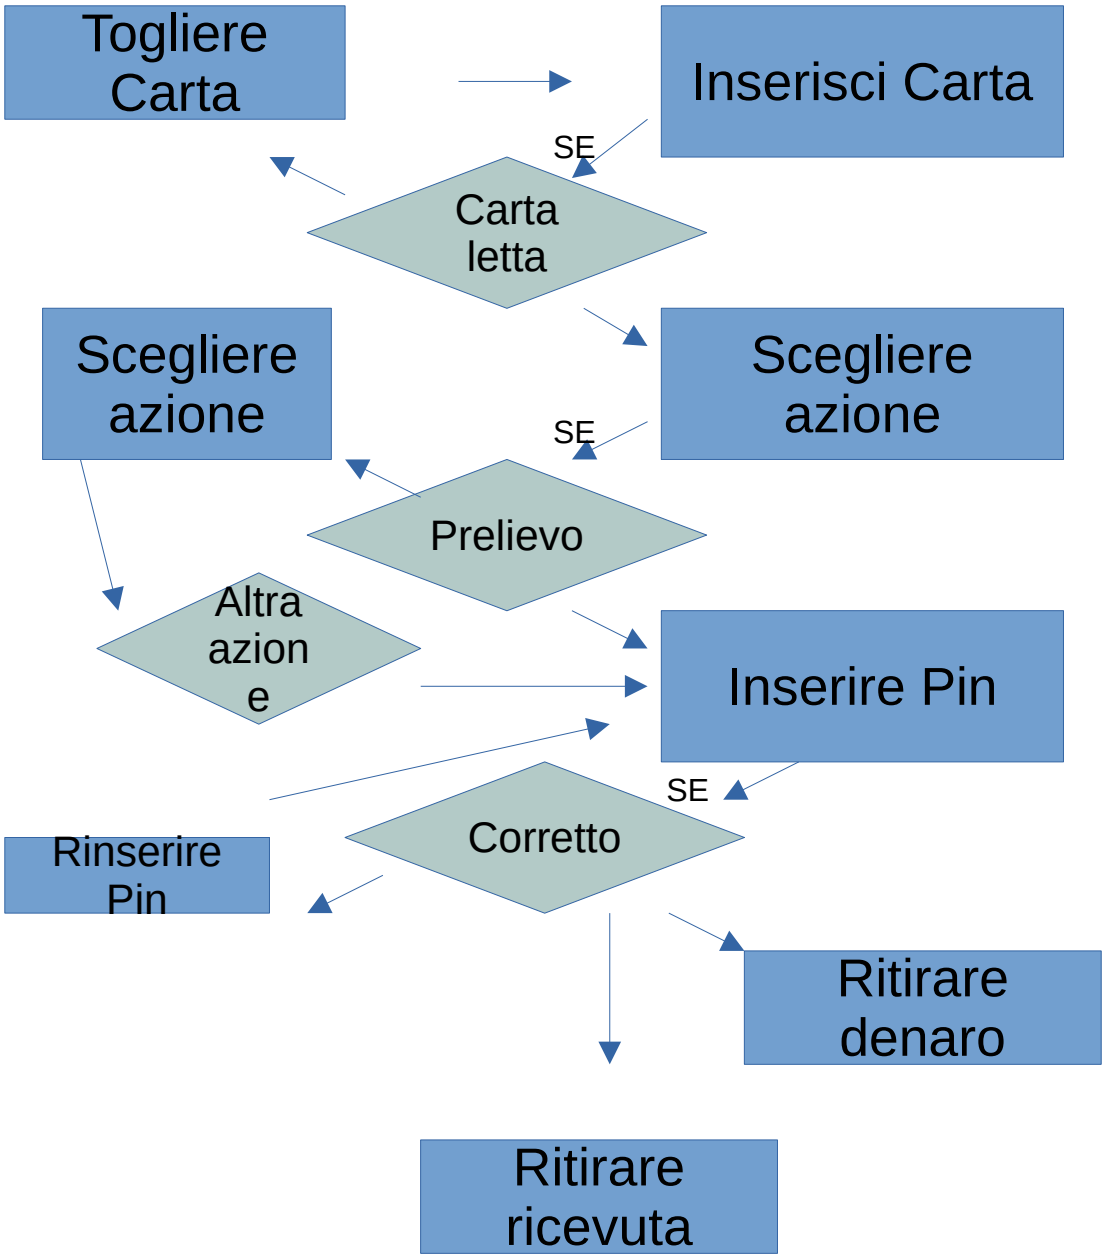 Togliere
Carta
Inserisci Carta
SE
Carta
letta
Scegliere
azione
Scegliere
azione
SE
Prelievo
Altra
azion
e
Inserire Pin
SE
Corretto
Rinserire
Pin
Ritirare
denaro
Ritirare
ricevuta